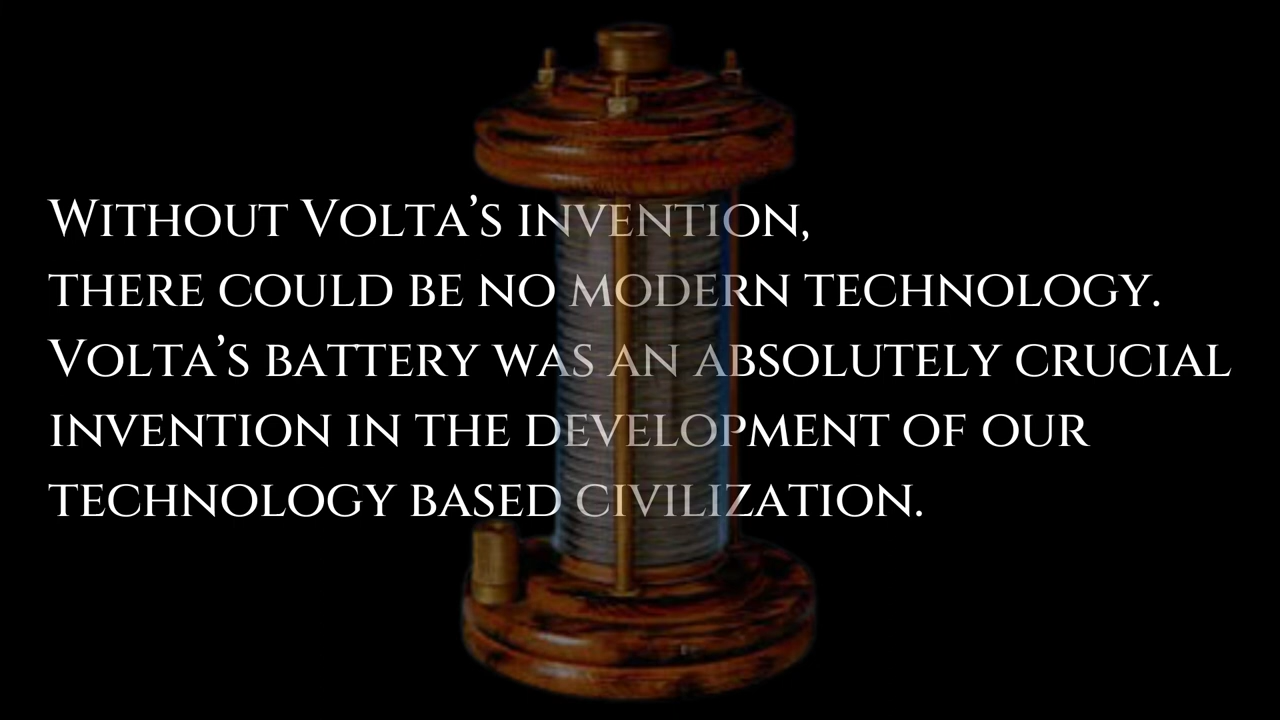 Without Volta’s invention,
there could be no modern technology.
Volta’s battery was an absolutely crucial
invention in the development of our
technology based civilization.